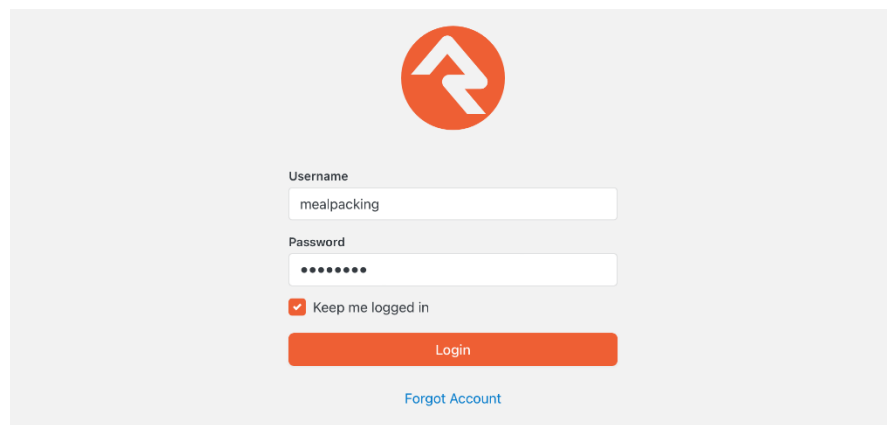 Username
mealpacking
Password
••••••••
Keep me logged in
Login
Forgot Account